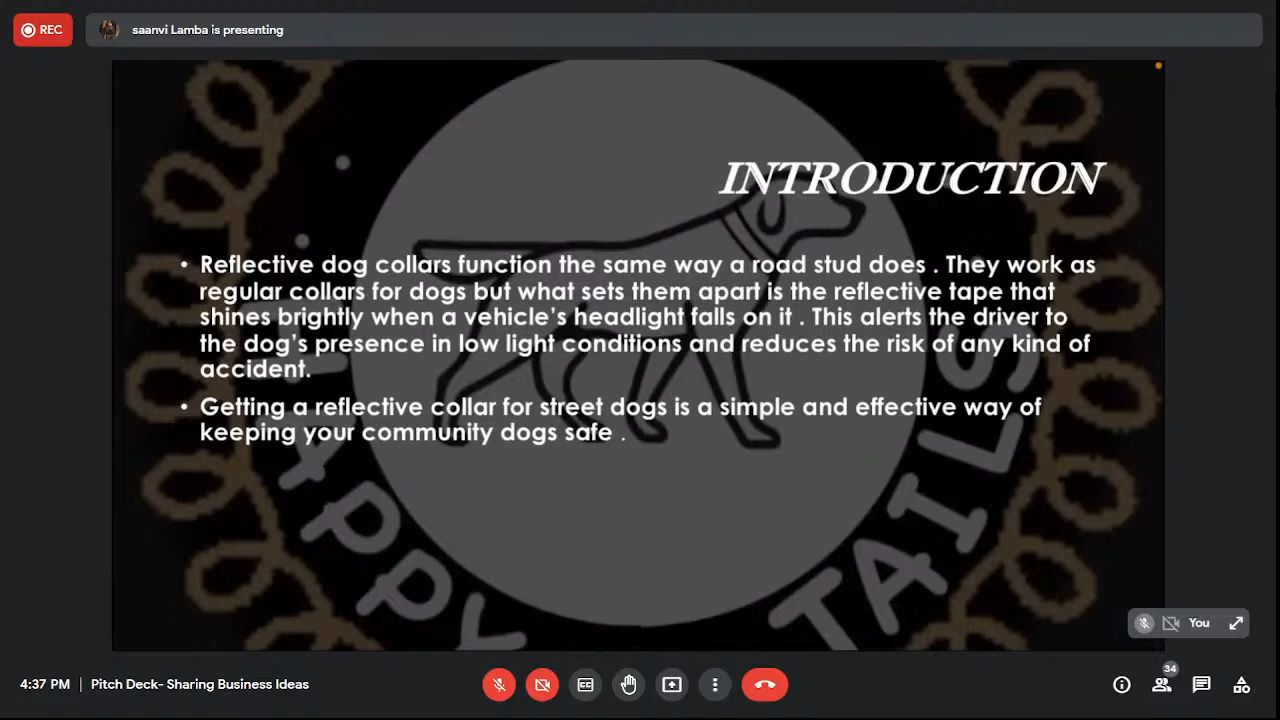 REC
saanvi Lamba is presenting
INTRODUCTION
• Reflective dog collars function the same way a road stud does . They work as
regular collars for dogs but what sets them apart is the reflective tape that
shines brightly when a vehicle's headlight falls on it . This alerts the driver to
the dog's presence in low light conditions and reduces the risk of any kind of
accident.
• Getting a reflective collar for street dogs is a simple and effective way of
keeping your community dogs safe .
TAILS
You
34
4:37 PM | Pitch Deck- Sharing Business Ideas